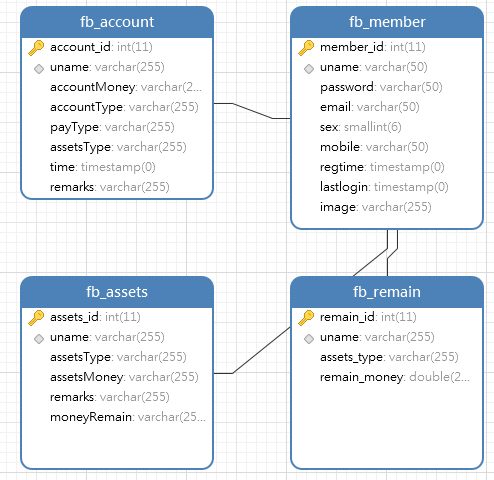 fb_account
account_id: int(11)
uname: varchar(255)
accountMoney: varchar(2...
accountType: varchar(255)
payType: varchar(255)
assetsType: varchar(255)
time: timestamp(0)
remarks: varchar(255)
fb_member
member_id: int(11)
uname: varchar(50)
password: varchar(50)
email: varchar(50)
sex: smallint(6)
mobile: varchar(50)
regtime: timestamp(0)
lastlogin: timestamp(0)
image: varchar(255)
fb_assets
assets_id: int(11)
uname: varchar(255)
assetsType: varchar(255)
assetsMoney: varchar(255)
remarks: varchar(255)
moneyRemain: varchar(25...
fb_remain
remain_id: int(11)
uname: varchar(255)
assets_type: varchar(255)
remain_money: double(2...